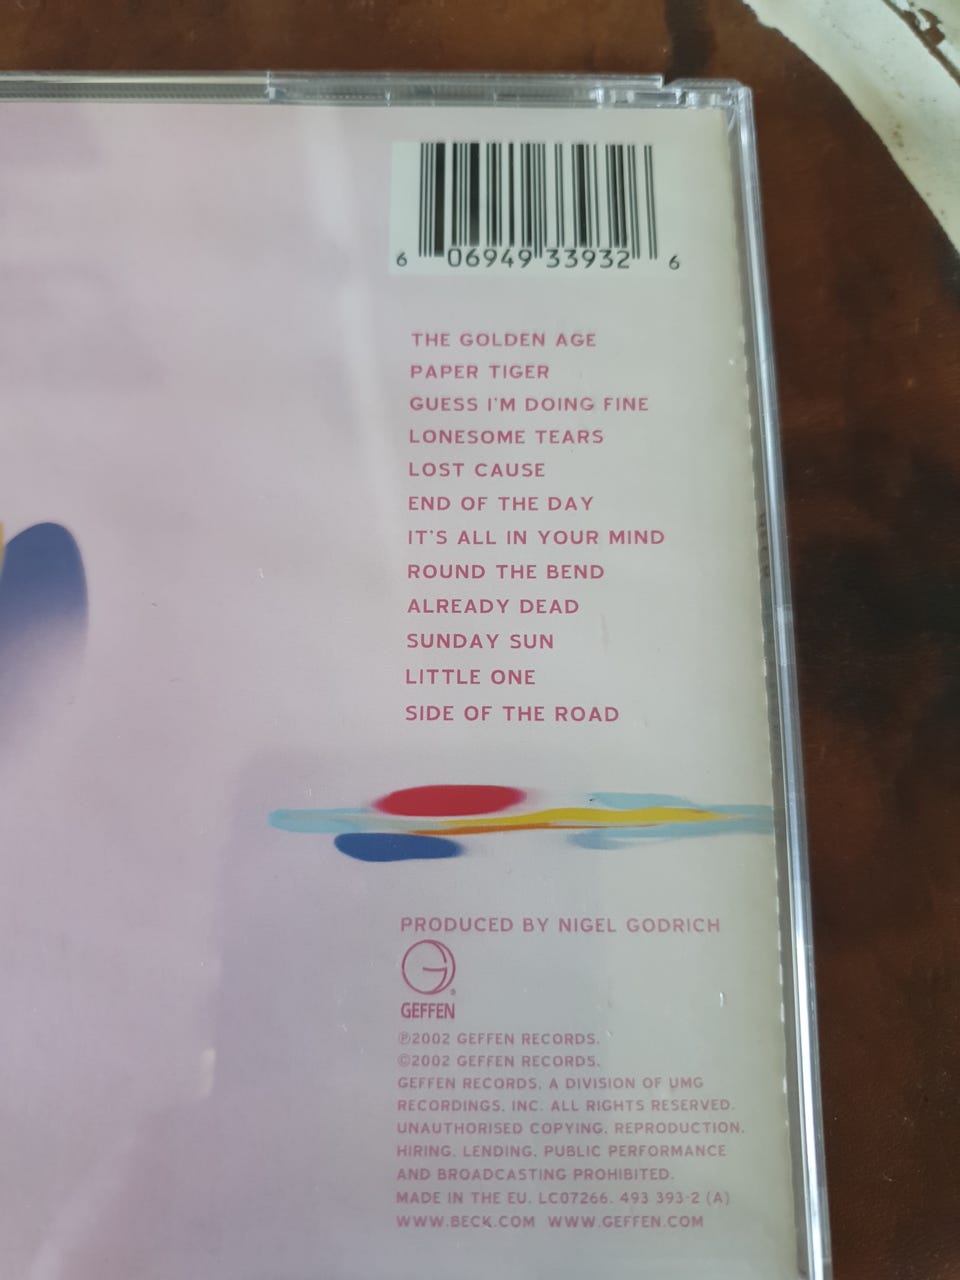 6 06949 33932 6
THE GOLDEN AGE
PAPER TIGER
GUESS I'M DOING FINE
LONESOME TEARS
LOST CAUSE
END OF THE DAY
IT'S ALL IN YOUR MIND
ROUND THE BEND
ALREADY DEAD
SUNDAY SUN
LITTLE ONE
SIDE OF THE ROAD
PRODUCED BY NIGEL GODRICH
G
®
GEFFEN
℗2002 GEFFEN RECORDS.
©2002 GEFFEN RECORDS.
GEFFEN RECORDS. A DIVISION OF UMG
RECORDINGS, INC. ALL RIGHTS RESERVED.
UNAUTHORISED COPYING, REPRODUCTION,
HIRING, LENDING, PUBLIC PERFORMANCE
AND BROADCASTING PROHIBITED.
MADE IN THE EU. LC07266. 493 393-2 (A)
WWW.BECK.COM WWW.GEFFEN.COM